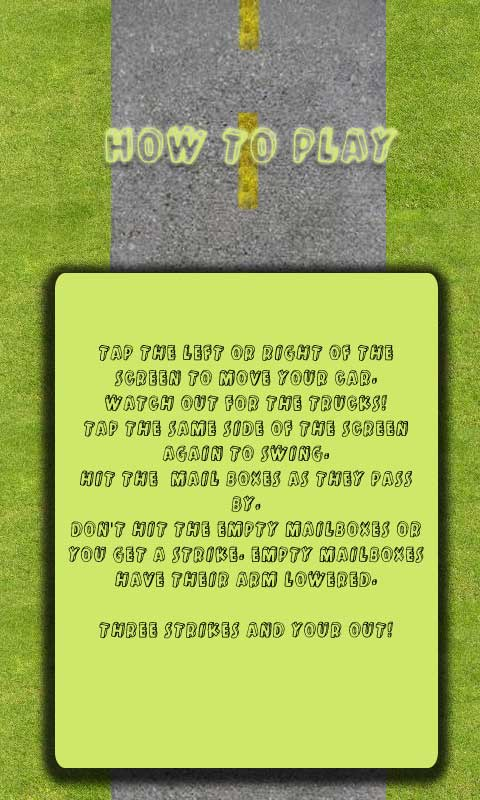 HOW TO PLAY
TAP THE LEFT OR RIGHT OF THE
SCREEN TO MOVE YOUR CAR.
WATCH OUT FOR THE TRUCKS!
TAP THE SAME SIDE OF THE SCREEN
AGAIN TO SWING.
HIT THE MAIL BOXES AS THEY PASS
BY.
DON'T HIT THE EMPTY MAILBOXES OR
YOU GET A STRIKE. EMPTY MAILBOXES
HAVE THEIR ARM LOWERED.
THREE STRIKES AND YOUR OUT!